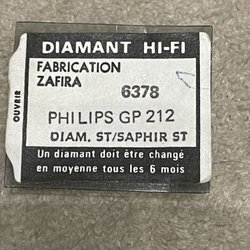 DIAMANT HI-FI
FABRICATION
ZAFIRA
6378
PHILIPS GP 212
DIAM. ST/SAPHIR ST
Un diamant doit être changé
en moyenne tous les 6 mois
OUVRIR